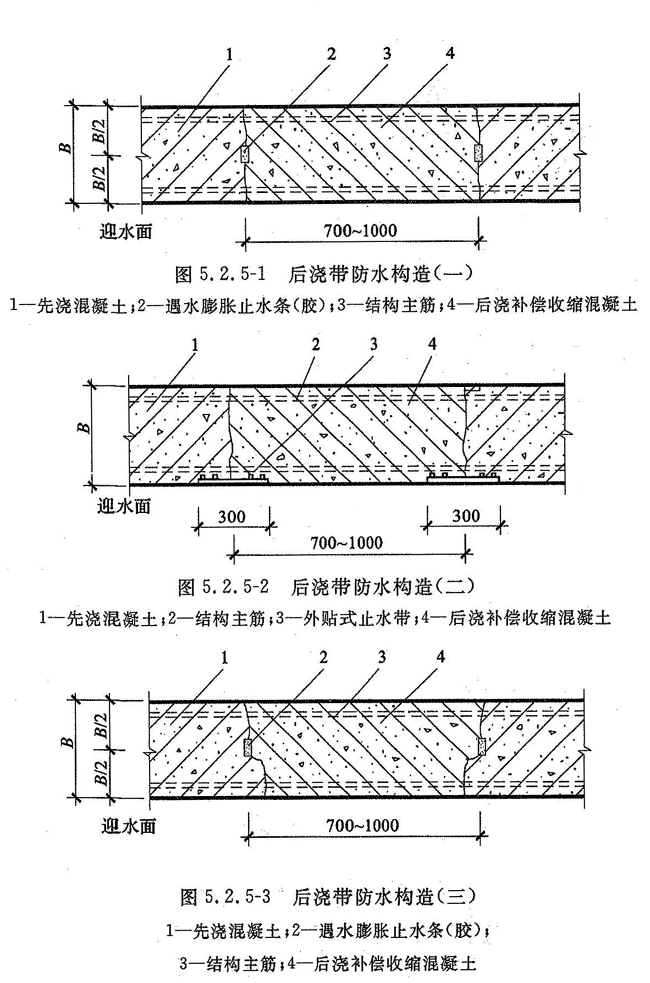 1 2 3 4
B
B/2
B/2
迎水面
700~1000
图 5.2.5-1 后浇带防水构造(一)
1—先浇混凝土;2—遇水膨胀止水条(胶);3—结构主筋;4—后浇补偿收缩混凝土
1 2 3 4
B
迎水面
300 300
700~1000
图 5.2.5-2 后浇带防水构造(二)
1—先浇混凝土;2—结构主筋;3—外贴式止水带;4—后浇补偿收缩混凝土
1 2 3 4
B
B/2
B/2
迎水面
700~1000
图 5.2.5-3 后浇带防水构造(三)
1—先浇混凝土;2—遇水膨胀止水条(胶);
3—结构主筋;4—后浇补偿收缩混凝土